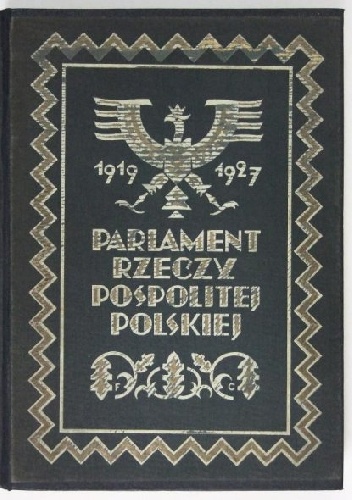 1919 1927
PARLAMENT
RZECZY
POSPOLITEJ
POLSKIEJ